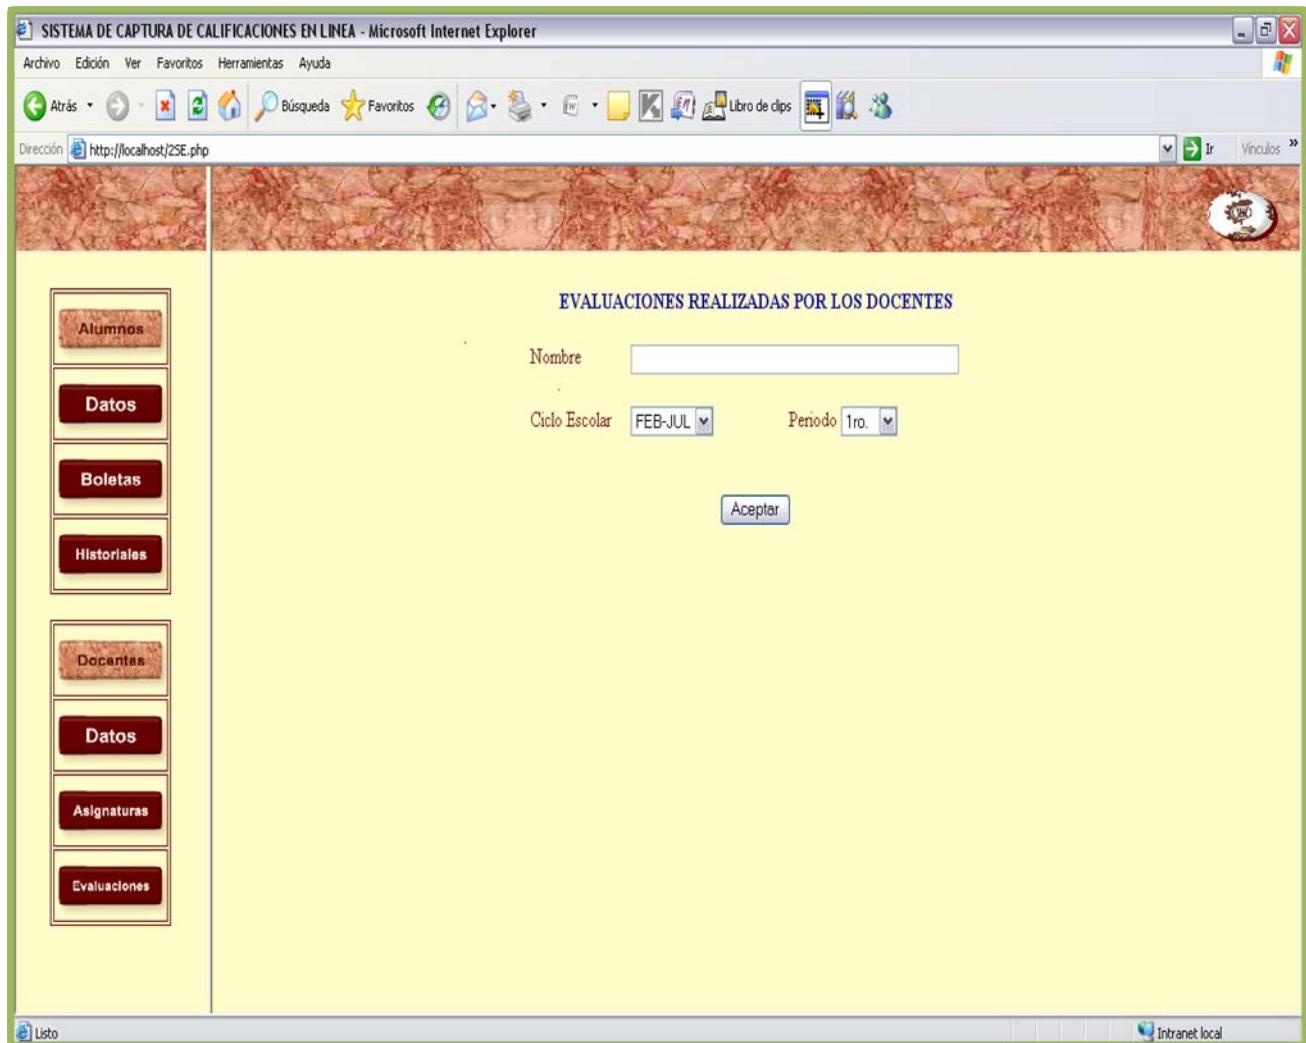 SISTEMA DE CAPTURA DE CALIFICACIONES EN LINEA - Microsoft Internet Explorer
Archivo Edición Ver Favoritos Herramientas Ayuda
Atrás Búsqueda Favoritos Libro de clips
Dirección http://localhost/2SE.php Ir Vínculos »
EVALUACIONES REALIZADAS POR LOS DOCENTES
Nombre
Ciclo Escolar FEB-JUL Periodo 1ro.
Aceptar
Alumnos
Datos
Boletas
Historiales
Docentes
Datos
Asignaturas
Evaluaciones
Listo Intranet local